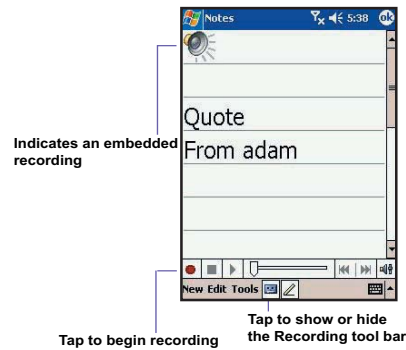 Notes 5:38 ok
Quote
Indicates an embedded
recording
From adam
New Edit Tools
Tap to show or hide
the Recording tool bar
Tap to begin recording